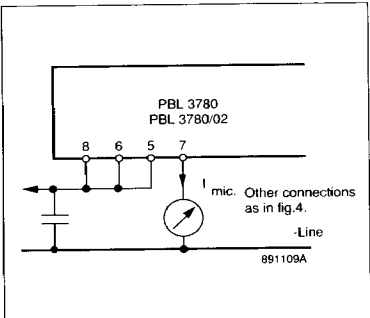 PBL 3780
PBL 3780/02
8 6 5 7
I mic. Other connections
as in fig.4.
-Line
891109A